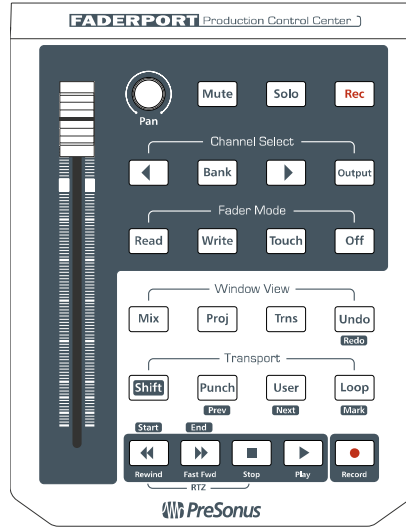 FADERPORT Production Control Center
Mute Solo Rec
Pan
Channel Select
Bank Output
Fader Mode
Read Write Touch Off
Window View
Mix Proj Trns Undo
Redo
Transport
Shift Punch User Loop
Prev Next Mark
Start End
Rewind Fast Fwd Stop Play Record
RTZ
PreSonus